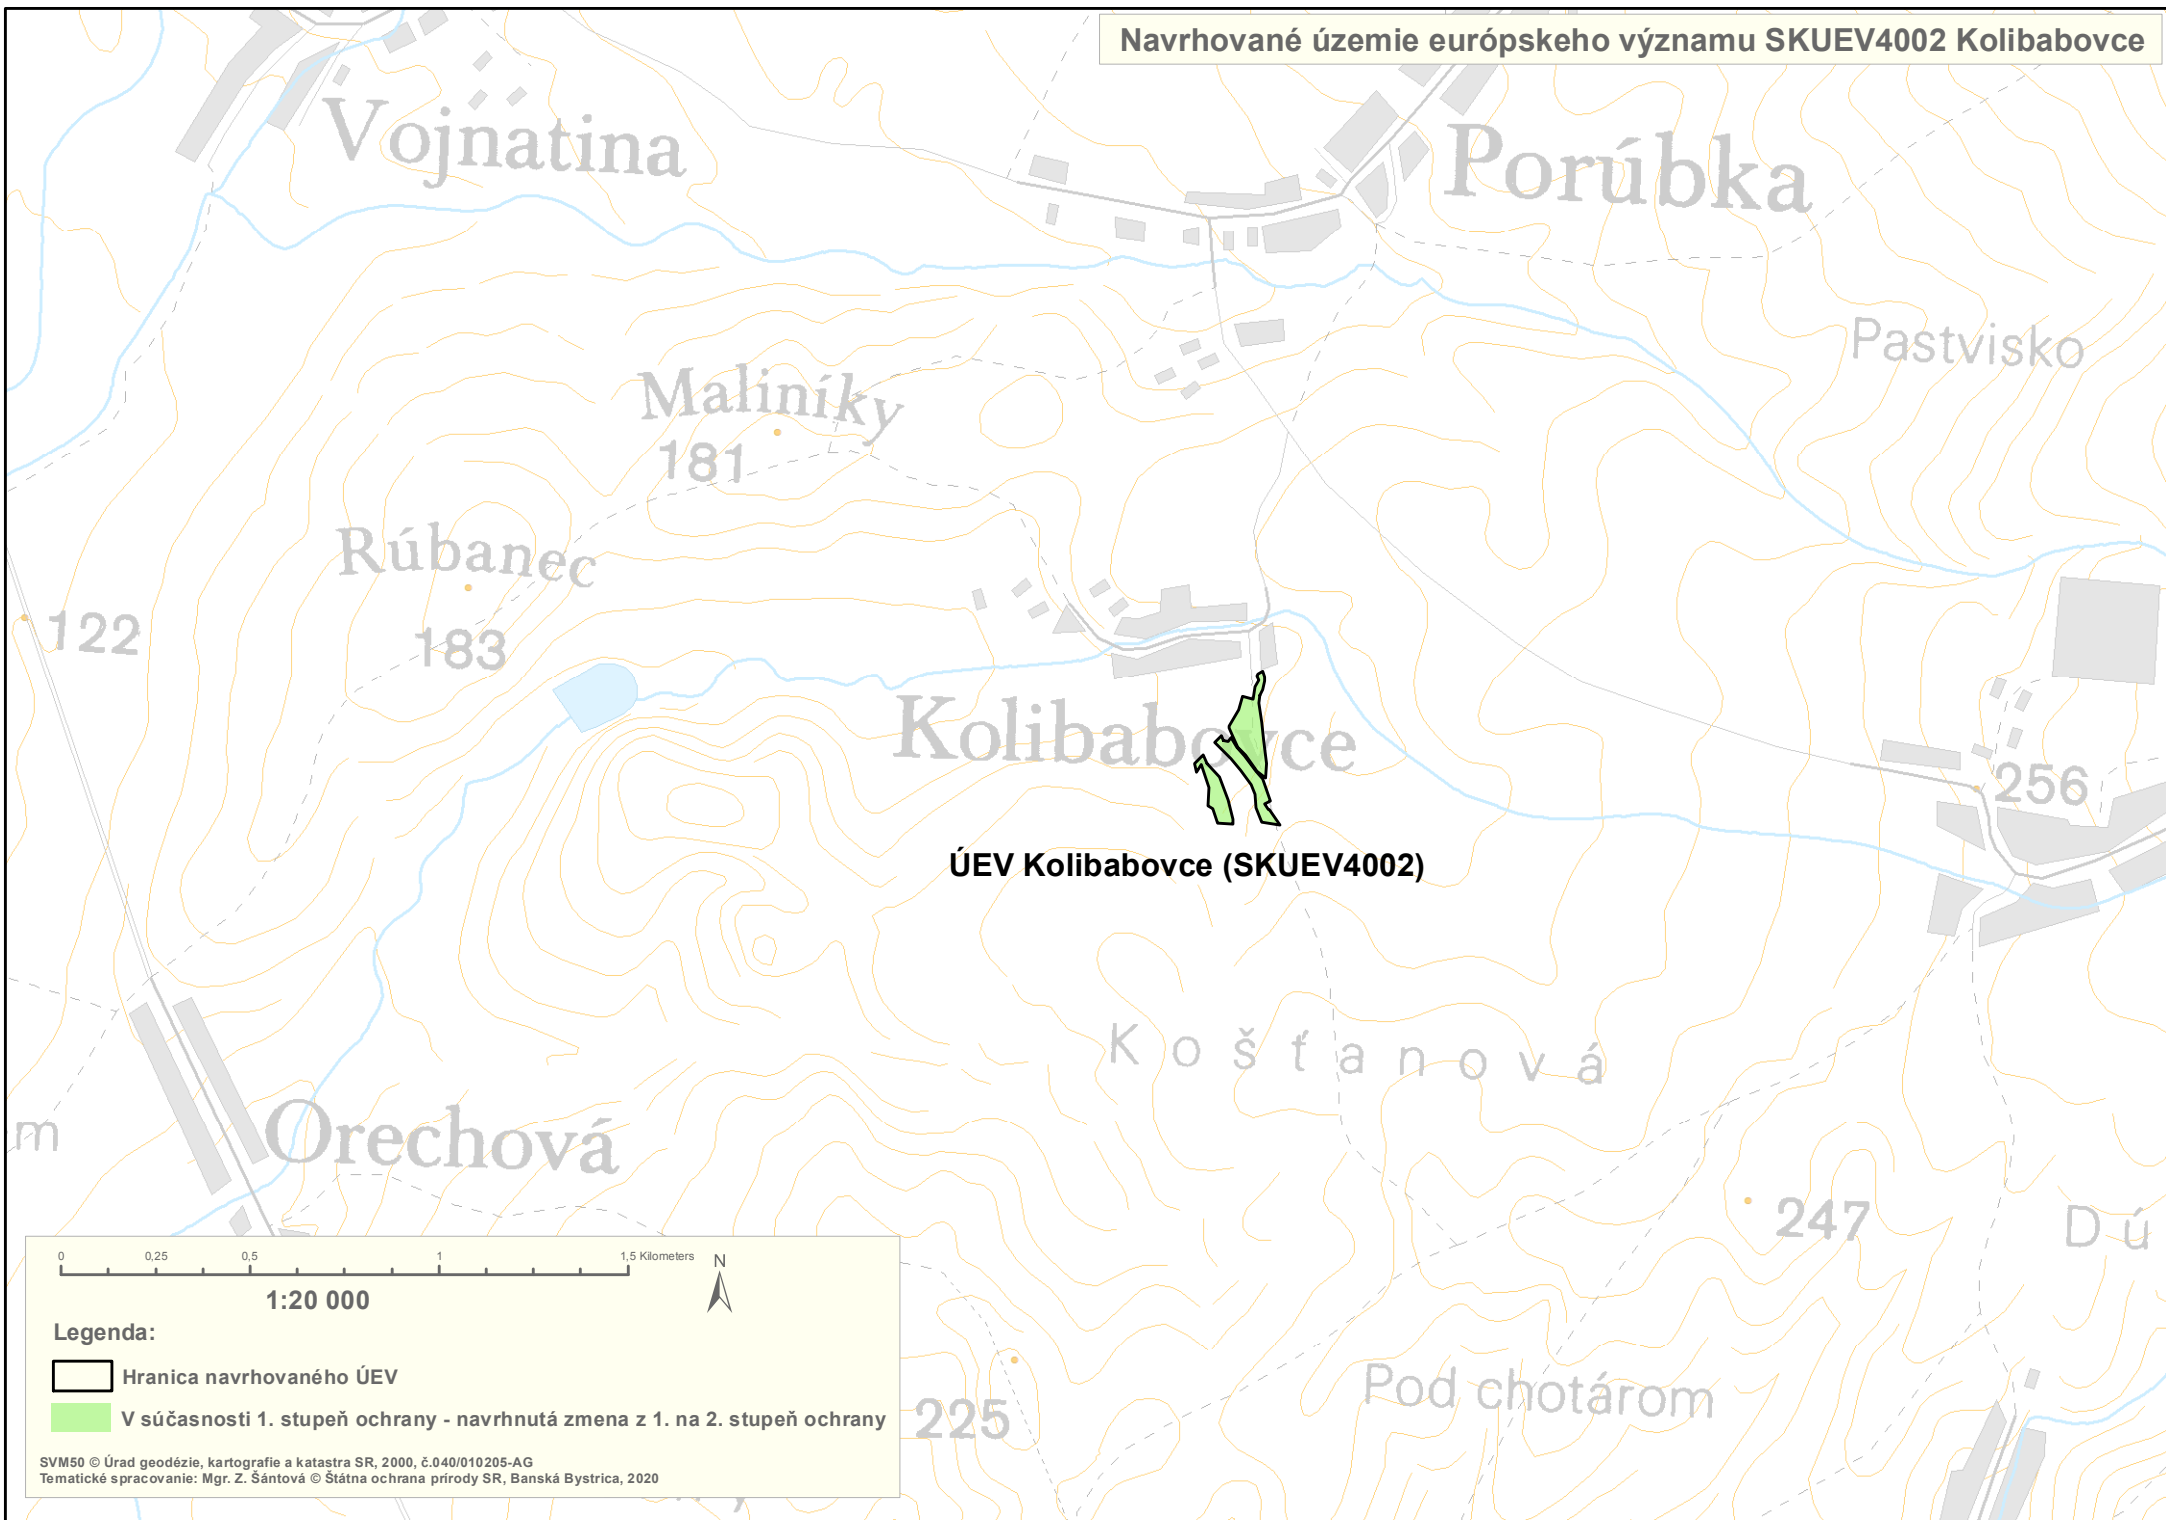 Navrhované územie európskeho významu SKUEV4002 Kolibabovce
Vojnatina
Porúbka
Pastvisko
Maliníky
181
Rúbanec
183
122
Kolibabovce
256
ÚEV Kolibabovce (SKUEV4002)
Košťanová
m
Orechová
247
Dú
Pod chotárom
225
0 0,25 0,5 1 1,5 Kilometers
N
1:20 000
Legenda:
Hranica navrhovaného ÚEV
V súčasnosti 1. stupeň ochrany - navrhnutá zmena z 1. na 2. stupeň ochrany
SVM50 © Úrad geodézie, kartografie a katastra SR, 2000, č.040/010205-AG
Tematické spracovanie: Mgr. Z. Šántová © Štátna ochrana prírody SR, Banská Bystrica, 2020